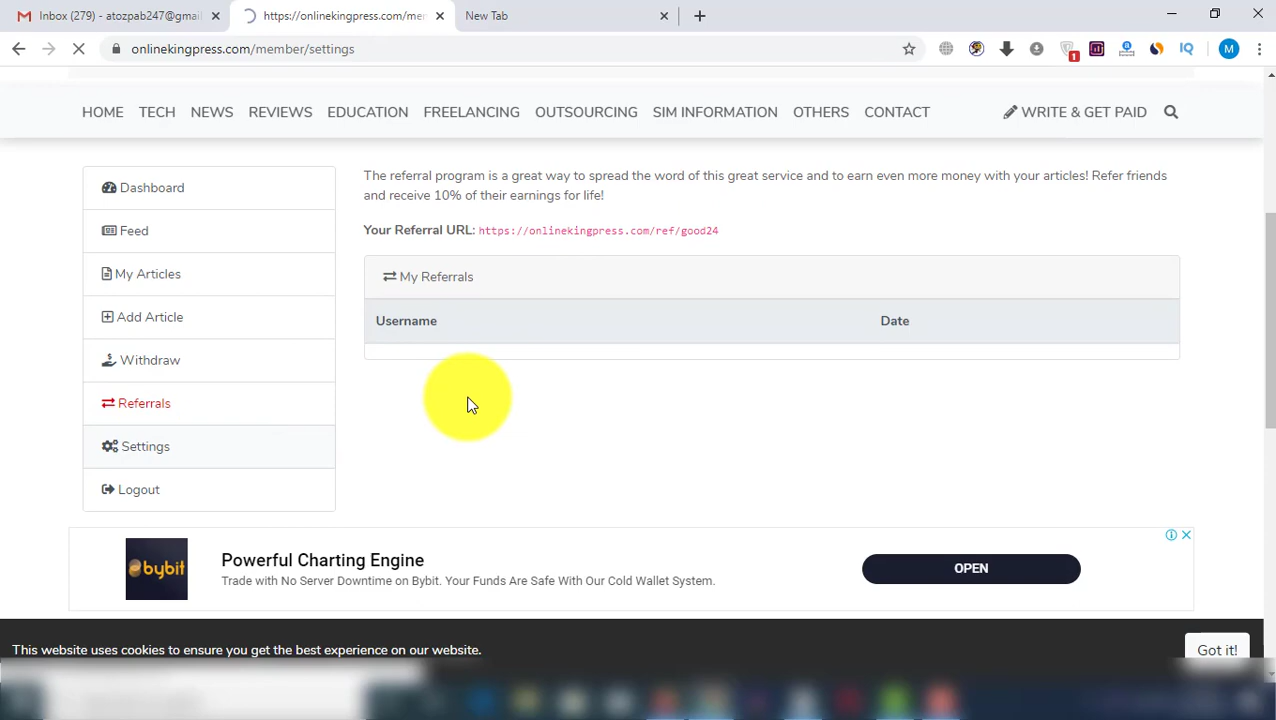 Inbox (279) - atozpab247@gmail
https://onlinekingpress.com/mem
New Tab
onlinekingpress.com/member/settings
1
IQ
M
HOME TECH NEWS REVIEWS EDUCATION FREELANCING OUTSOURCING SIM INFORMATION OTHERS CONTACT WRITE & GET PAID
Dashboard
Feed
My Articles
Add Article
Withdraw
Referrals
Settings
Logout
The referral program is a great way to spread the word of this great service and to earn even more money with your articles! Refer friends
and receive 10% of their earnings for life!
Your Referral URL: https://onlinekingpress.com/ref/good24
My Referrals
Username Date
bybit
Powerful Charting Engine
Trade with No Server Downtime on Bybit. Your Funds Are Safe With Our Cold Wallet System.
OPEN
This website uses cookies to ensure you get the best experience on our website.
Got it!